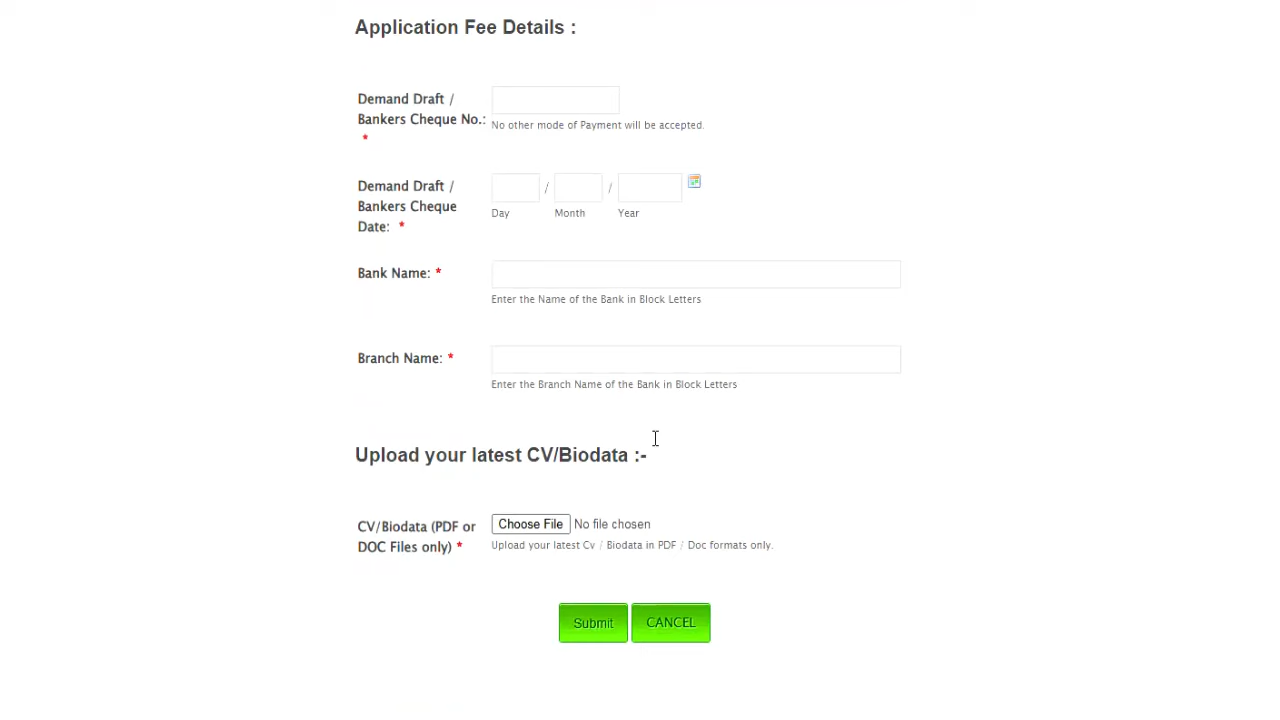 Application Fee Details :
Demand Draft /
Bankers Cheque No.:
*
No other mode of Payment will be accepted.
Demand Draft /
Bankers Cheque
Date: *
/ /
Day Month Year
Bank Name: *
Enter the Name of the Bank in Block Letters
Branch Name: *
Enter the Branch Name of the Bank in Block Letters
Upload your latest CV/Biodata :-
CV/Biodata (PDF or
DOC Files only) *
Choose File No file chosen
Upload your latest Cv / Biodata in PDF / Doc formats only.
Submit CANCEL